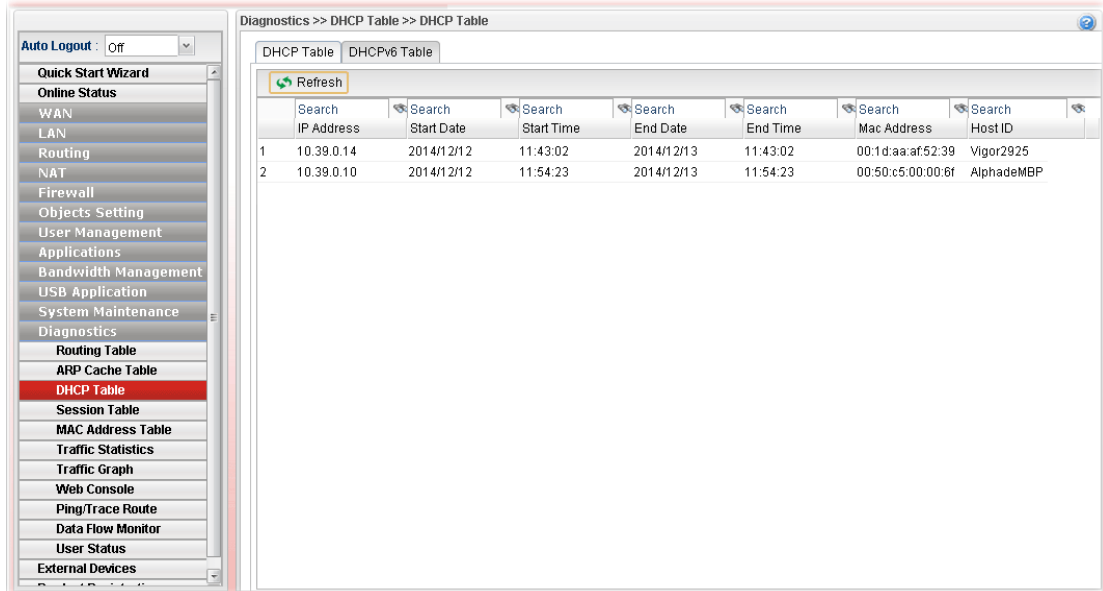 Diagnostics >> DHCP Table >> DHCP Table
Auto Logout : Off
Quick Start Wizard
Online Status
WAN
LAN
Routing
NAT
Firewall
Objects Setting
User Management
Applications
Bandwidth Management
USB Application
System Maintenance
Diagnostics
Routing Table
ARP Cache Table
DHCP Table
Session Table
MAC Address Table
Traffic Statistics
Traffic Graph
Web Console
Ping/Trace Route
Data Flow Monitor
User Status
External Devices
DHCP Table DHCPv6 Table
Refresh
Search Search Search Search Search Search Search
IP Address Start Date Start Time End Date End Time Mac Address Host ID
1 10.39.0.14 2014/12/12 11:43:02 2014/12/13 11:43:02 00:1d:aa:af:52:39 Vigor2925
2 10.39.0.10 2014/12/12 11:54:23 2014/12/13 11:54:23 00:50:c5:00:00:6f AlphadeMBP